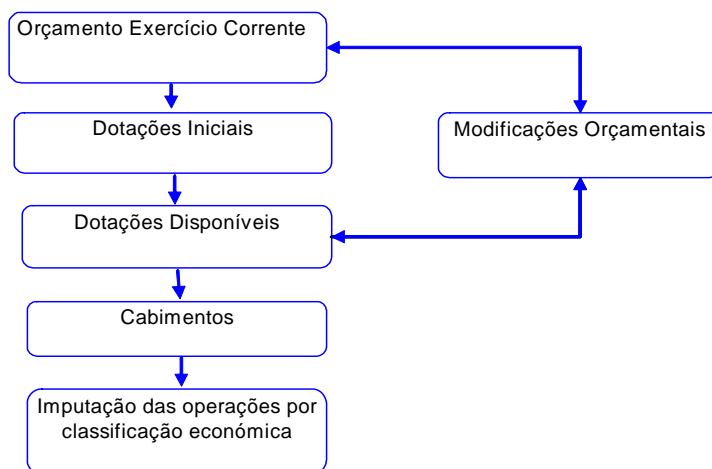 Orçamento Exercício Corrente
Dotações Iniciais
Modificações Orçamentais
Dotações Disponíveis
Cabimentos
Imputação das operações por
classificação económica